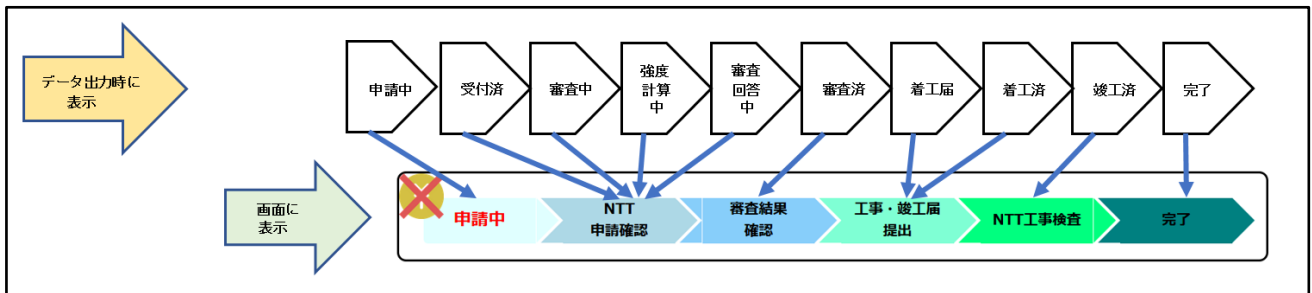 データ出力時に
表示
申請中
受付済
審査中
強度
計算
中
審査
回答
中
審査済
着工届
着工済
竣工済
完了
画面に
表示
申請中
NTT
申請確認
審査結果
確認
工事・竣工届
提出
NTT工事検査
完了